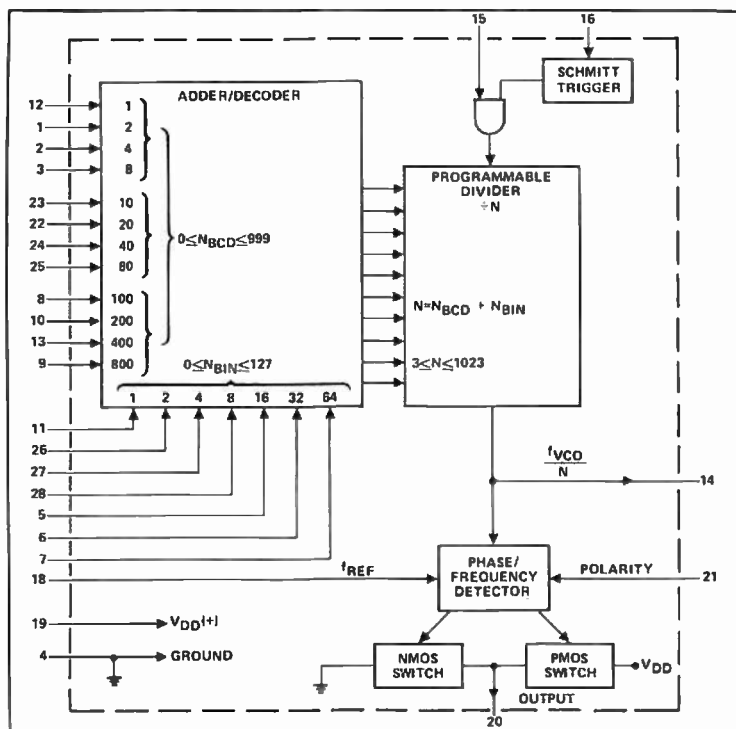 15 16
SCHMITT TRIGGER
ADDER/DECODER
12 1
1 2
2 4
3 8
23 10
22 20
24 40
25 80
0≤NBCD≤999
8 100
10 200
13 400
9 800
0≤NBIN≤127
1 2 4 8 16 32 64
11
26
27
28
5
6
7
PROGRAMMABLE DIVIDER
÷N
N=NBCD + NBIN
3≤N≤1023
fVCO
N
14
18 fREF
PHASE/ FREQUENCY DETECTOR
POLARITY 21
19 VDD(+)
4 GROUND
NMOS SWITCH
PMOS SWITCH
VDD
OUTPUT
20